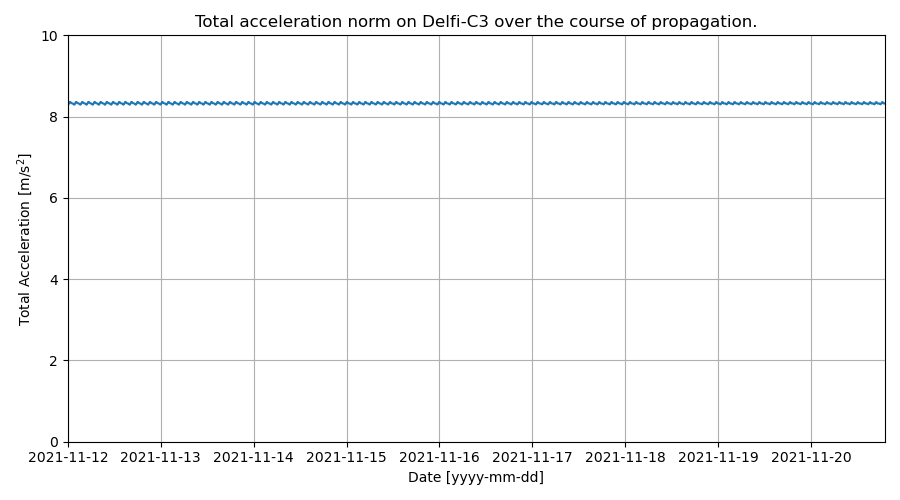 Total acceleration norm on Delfi-C3 over the course of propagation.
10
8
6
4
2
0
Total Acceleration [m/s²]
2021-11-12 2021-11-13 2021-11-14 2021-11-15 2021-11-16 2021-11-17 2021-11-18 2021-11-19 2021-11-20
Date [yyyy-mm-dd]